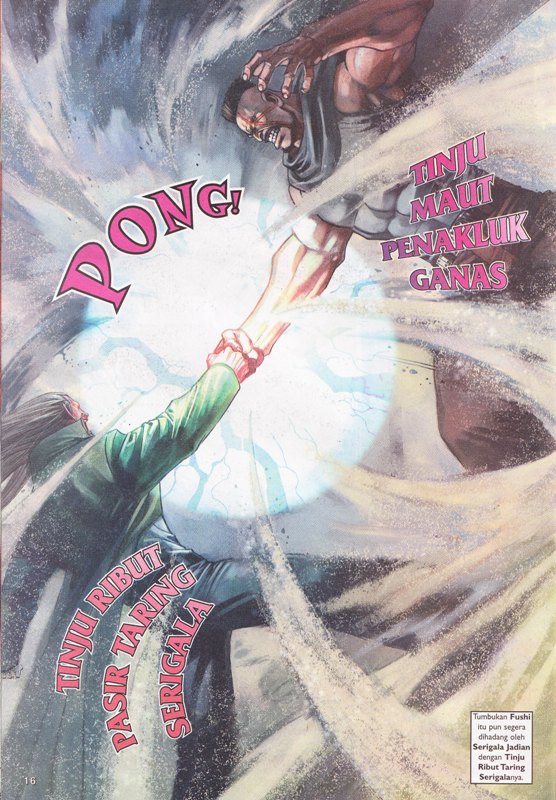 PONG!
TINJU
MAUT
PENAKLUK
GANAS
TINJU RIBUT
PASIR TARING
SERIGALA
Tumbukan Fushi
itu pun segera
dihadang oleh
Serigala Jadian
dengan Tinju
Ribut Taring
Serigalanya.
16